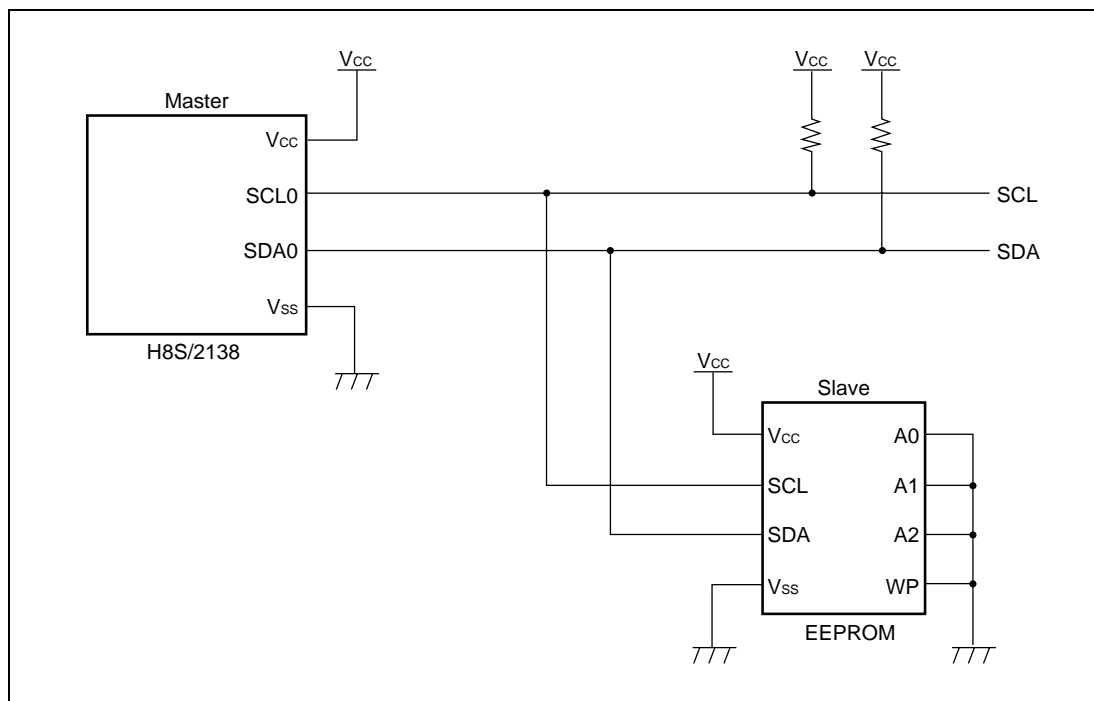 Vcc
Master
Vcc
SCL0
SDA0
Vss
H8S/2138
Vcc
Vcc
SCL
SDA
Vcc
Slave
Vcc
SCL
SDA
Vss
A0
A1
A2
WP
EEPROM